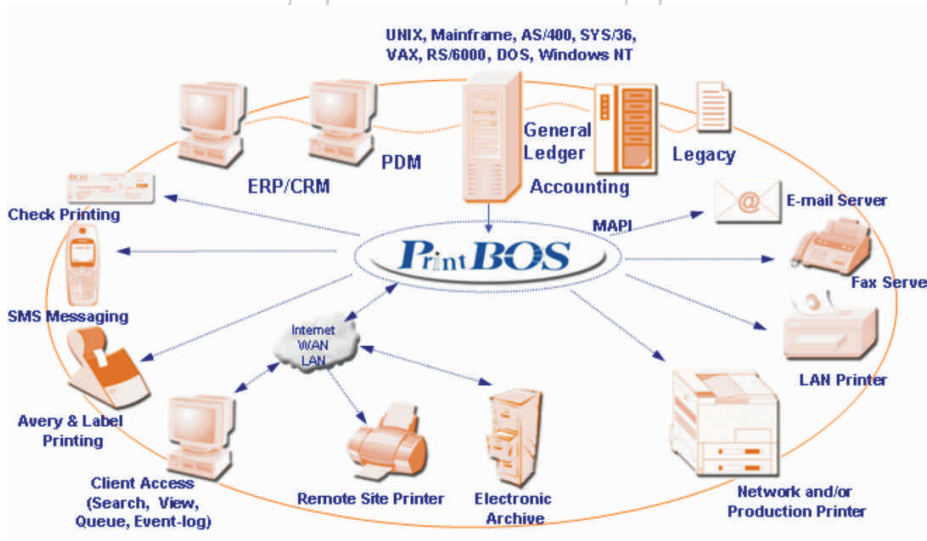 UNIX, Mainframe, AS/400, SYS/36,
VAX, RS/6000, DOS, Windows NT
General
Ledger
PDM
Legacy
ERP/CRM
Accounting
BOS
Check Printing
@
E-mail Server
MAPI
PrintBOS
Fax Server
SMS Messaging
Internet
WAN
LAN
LAN Printer
Avery & Label
Printing
Client Access
(Search, View,
Queue, Event-log)
Remote Site Printer
Electronic
Archive
Network and/or
Production Printer